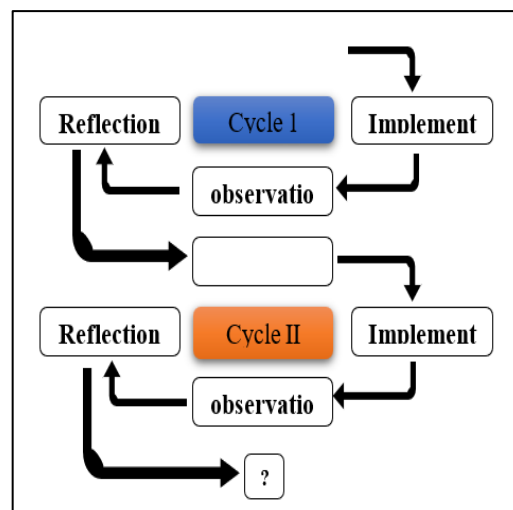 Reflection
Cycle 1
Implement
observatio
Reflection
Cycle II
Implement
observatio
?